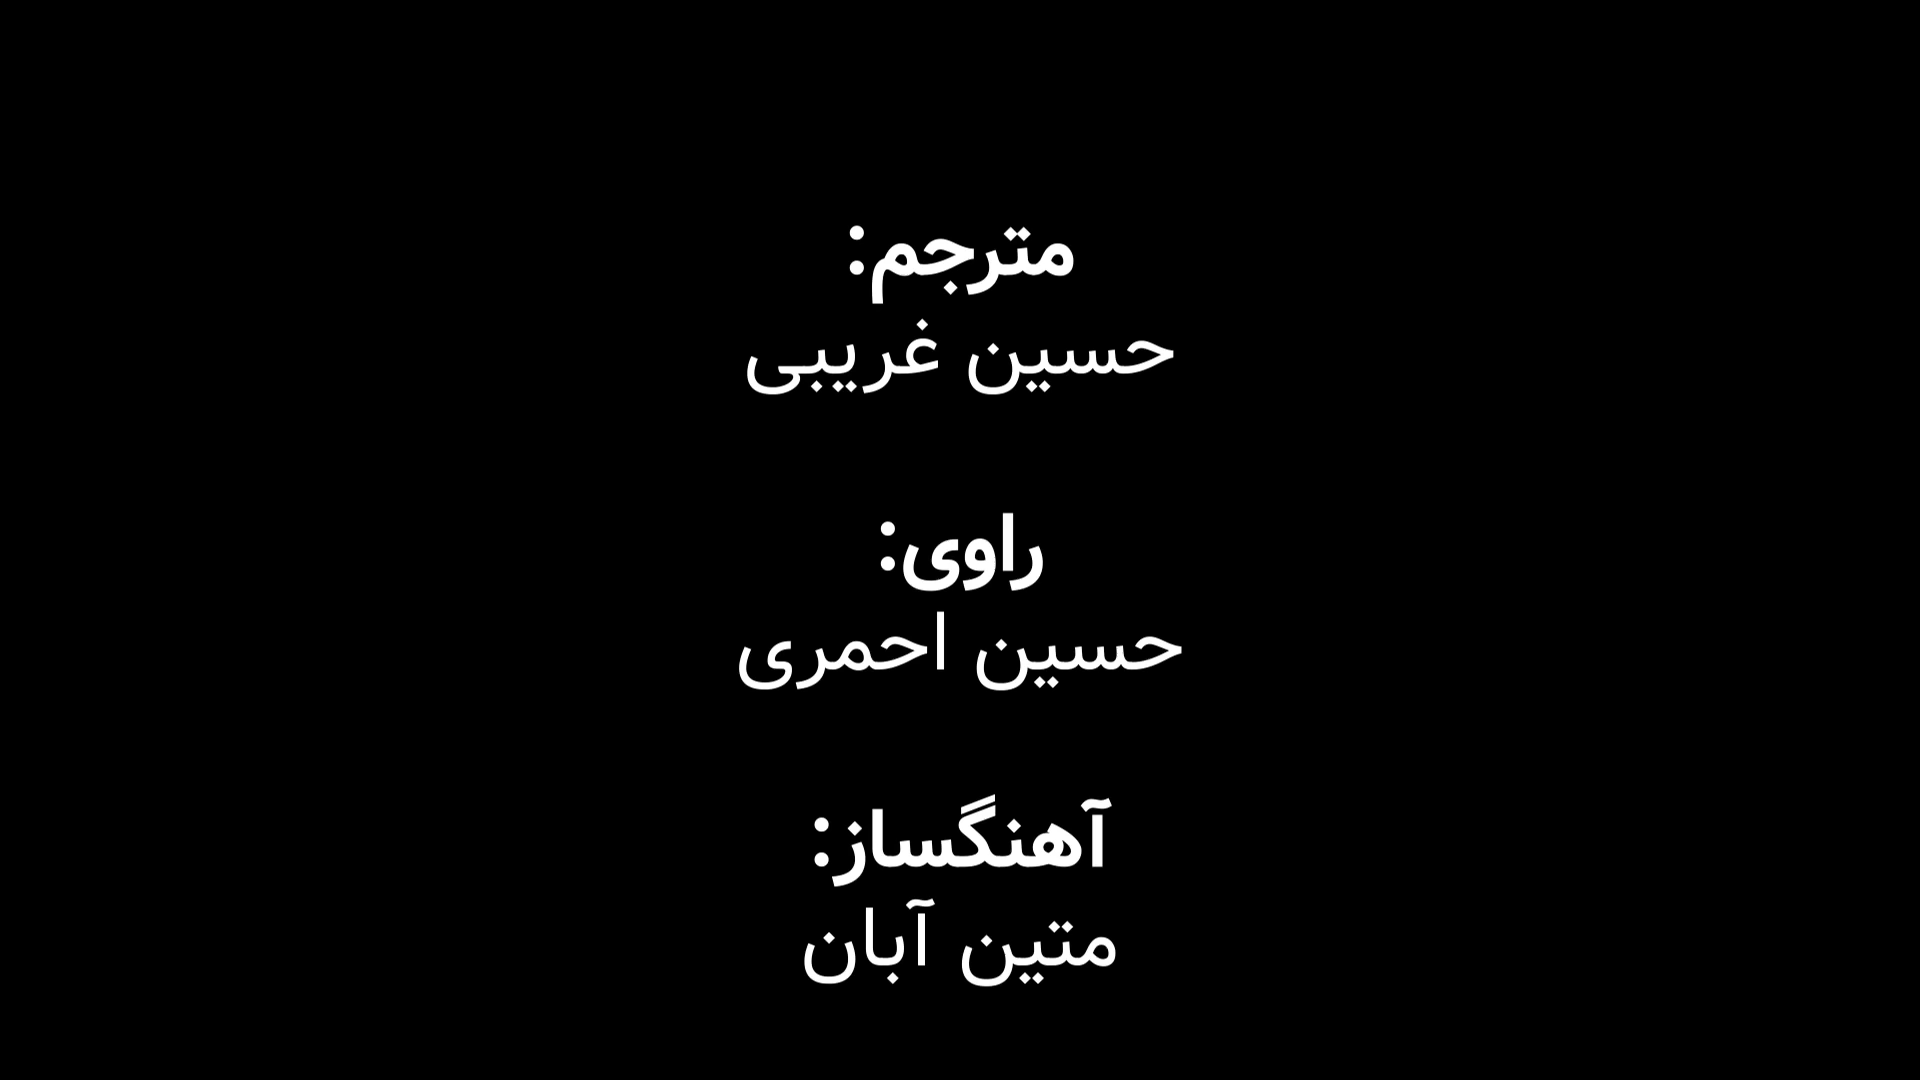 مترجم:
حسین غریبی
راوی:
حسین احمری
آهنگساز:
متین آبان